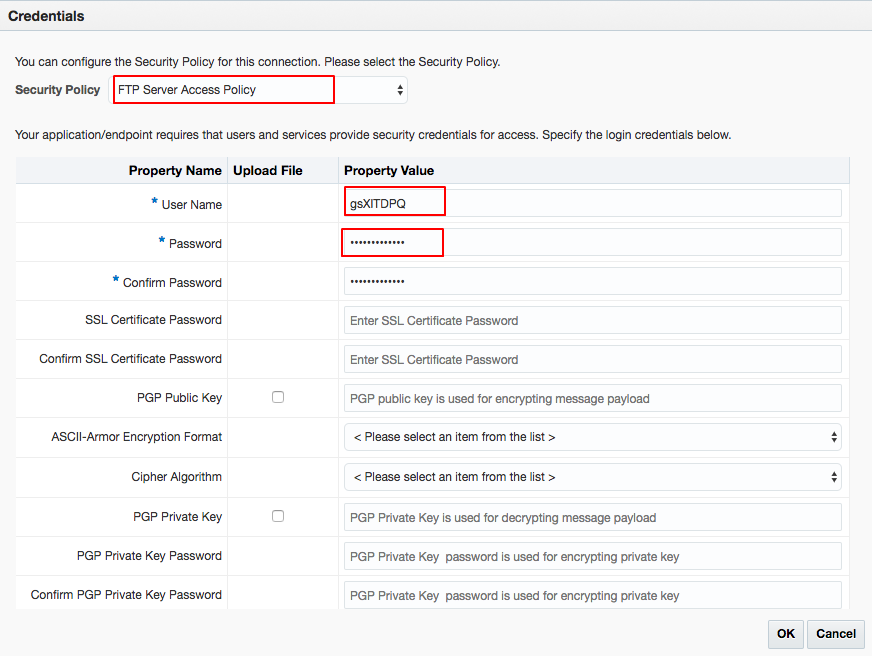 Credentials
You can configure the Security Policy for this connection. Please select the Security Policy.
Security Policy FTP Server Access Policy
Your application/endpoint requires that users and services provide security credentials for access. Specify the login credentials below.
Property Name Upload File Property Value
* User Name gsXlTDPQ
* Password •••••••••••••
* Confirm Password •••••••••••••
SSL Certificate Password Enter SSL Certificate Password
Confirm SSL Certificate Password Enter SSL Certificate Password
PGP Public Key PGP public key is used for encrypting message payload
ASCII-Armor Encryption Format < Please select an item from the list >
Cipher Algorithm < Please select an item from the list >
PGP Private Key PGP Private Key is used for decrypting message payload
PGP Private Key Password PGP Private Key  password is used for encrypting private key
Confirm PGP Private Key Password PGP Private Key  password is used for encrypting private key
OK Cancel